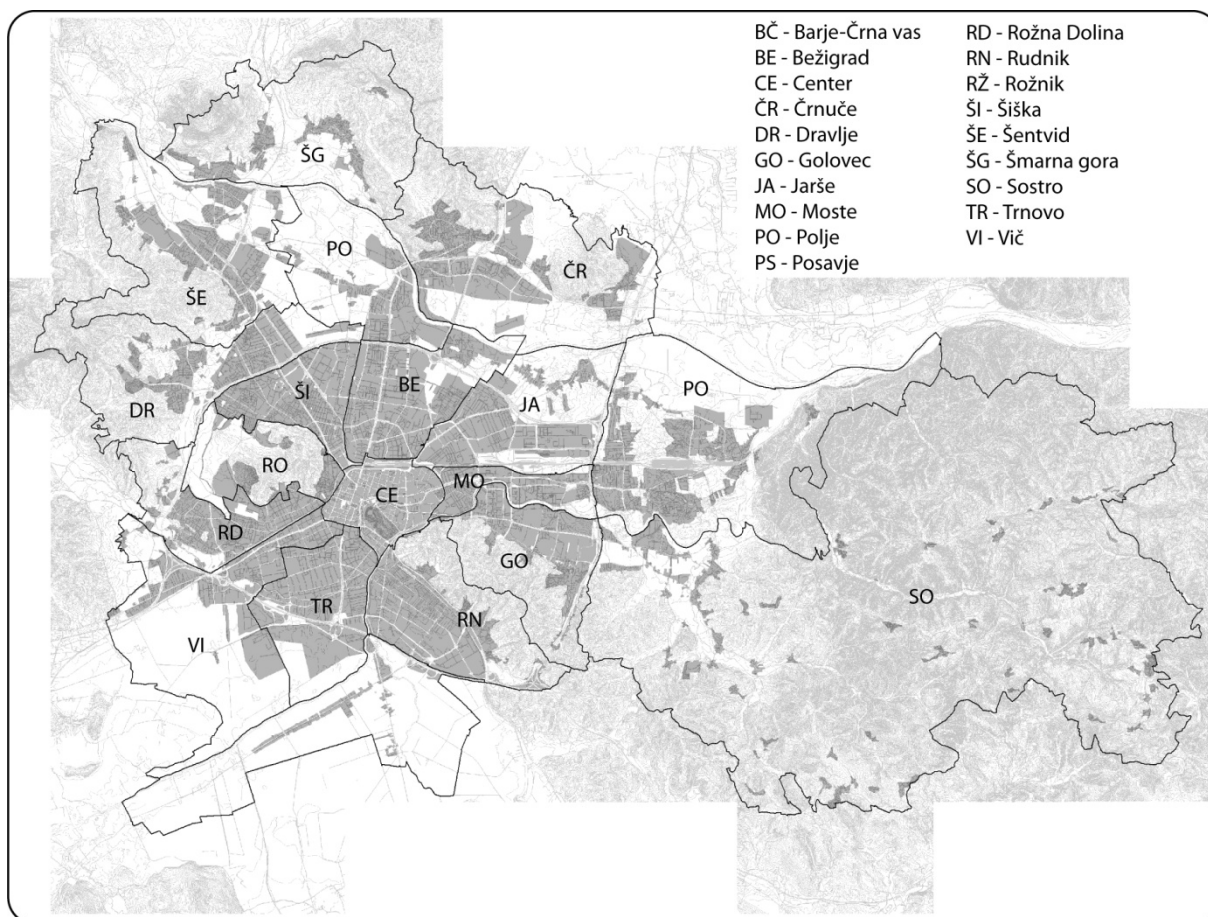 BČ - Barje-Črna vas
BE - Bežigrad
CE - Center
ČR - Črnuče
DR - Dravlje
GO - Golovec
JA - Jarše
MO - Moste
PO - Polje
PS - Posavje
RD - Rožna Dolina
RN - Rudnik
RŽ - Rožnik
ŠI - Šiška
ŠE - Šentvid
ŠG - Šmarna gora
SO - Sostro
TR - Trnovo
VI - Vič
ŠG
PO
ČR
ŠE
ŠI
BE
PO
JA
DR
RO
CE
MO
RD
GO
SO
TR
RN
VI